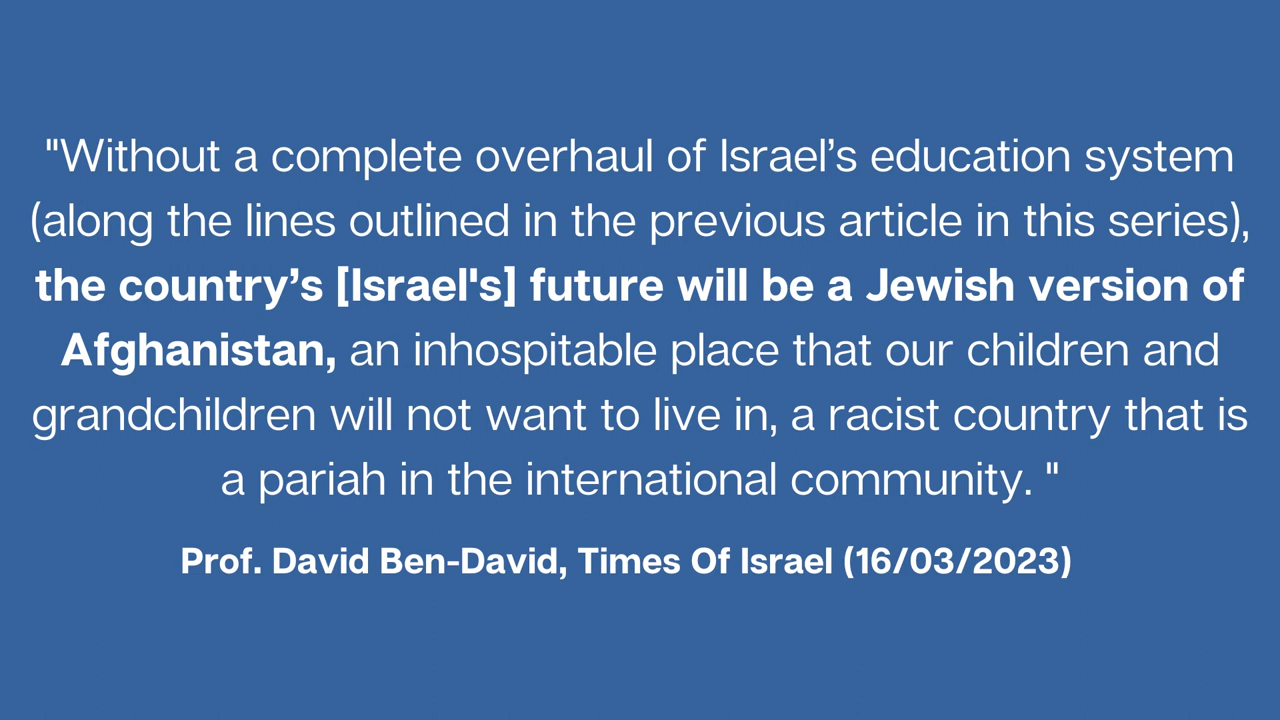 "Without a complete overhaul of Israel’s education system
(along the lines outlined in the previous article in this series),
the country’s [Israel's] future will be a Jewish version of
Afghanistan, an inhospitable place that our children and
grandchildren will not want to live in, a racist country that is
a pariah in the international community. "
Prof. David Ben-David, Times Of Israel (16/03/2023)